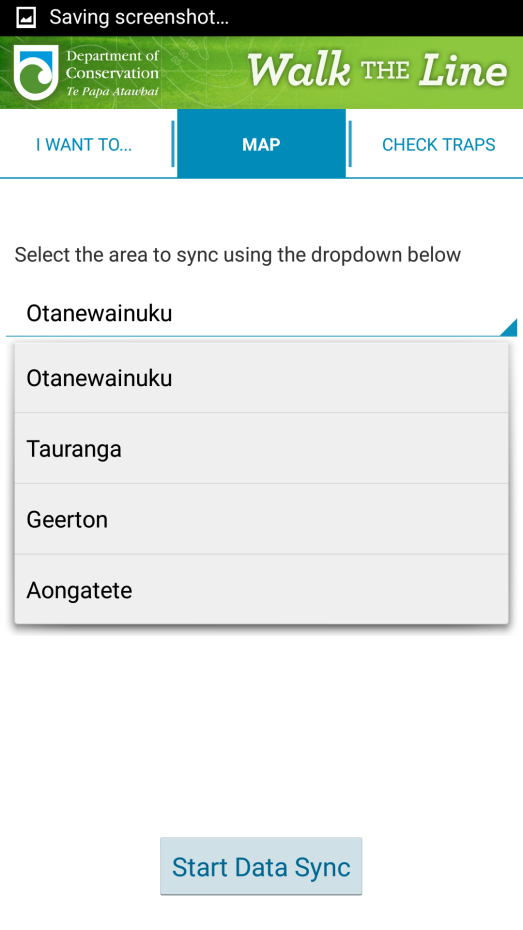 Saving screenshot...
Department of
Conservation
Te Papa Atawhai
Walk THE Line
I WANT TO...
MAP
CHECK TRAPS
Select the area to sync using the dropdown below
Otanewainuku
Otanewainuku
Tauranga
Geerton
Aongatete
Start Data Sync